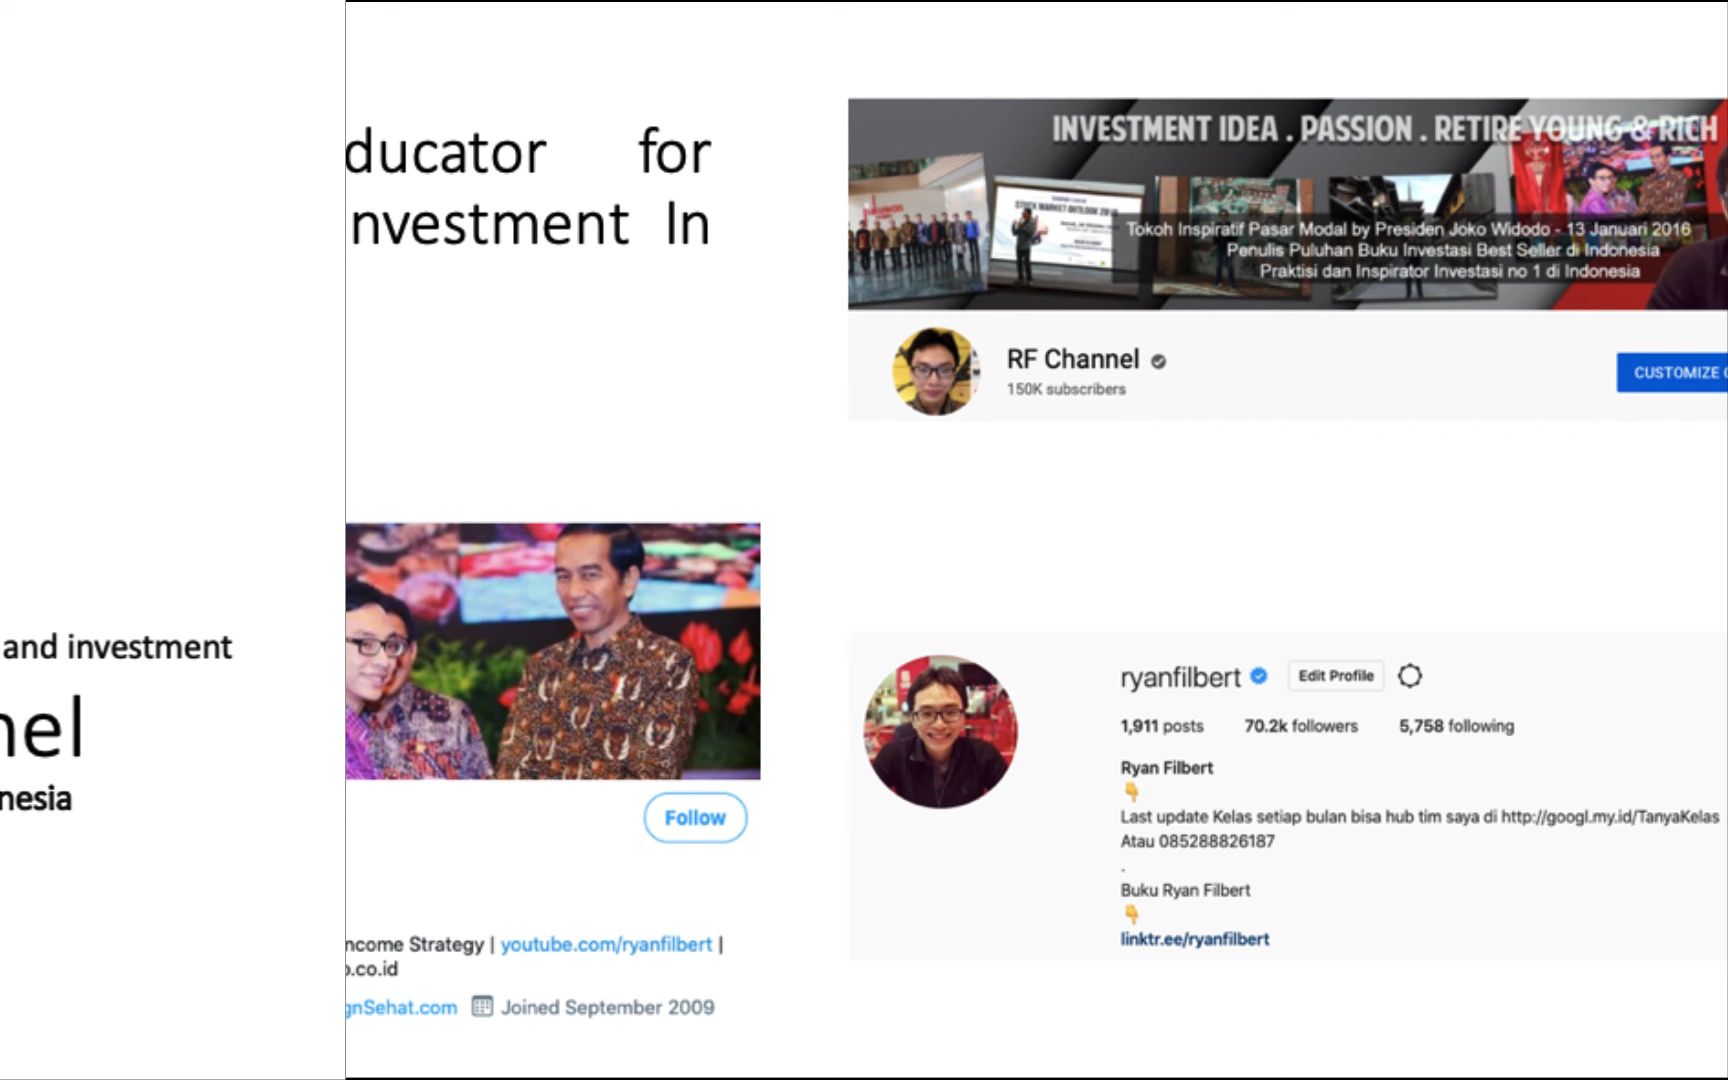 and investment
nel
nesia
ducator for
nvestment In
Follow
ncome Strategy | youtube.com/ryanfilbert |
o.co.id
gnSehat.com Joined September 2009
INVESTMENT IDEA . PASSION . RETIRE YOUNG & RICH
STOCK MARKET OUTLOOK
Tokoh Inspiratif Pasar Modal by Presiden Joko Widodo - 13 Januari 2016
Penulis Puluhan Buku Investasi Best Seller di Indonesia
Praktisi dan Inspirator Investasi no 1 di Indonesia
RF Channel
150K subscribers
CUSTOMIZE
ryanfilbert Edit Profile
1,911 posts 70.2k followers 5,758 following
Ryan Filbert
👇
Last update Kelas setiap bulan bisa hub tim saya di http://googl.my.id/TanyaKelas
Atau 085288826187
.
Buku Ryan Filbert
👇
linktr.ee/ryanfilbert